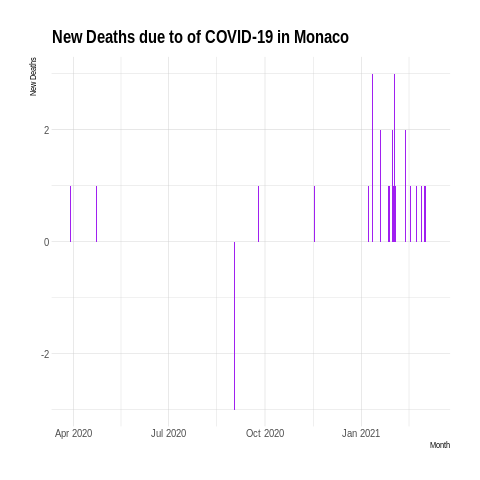 New Deaths due to of COVID-19 in Monaco
New Deaths
2
0
-2
Apr 2020
Jul 2020
Oct 2020
Jan 2021
Month